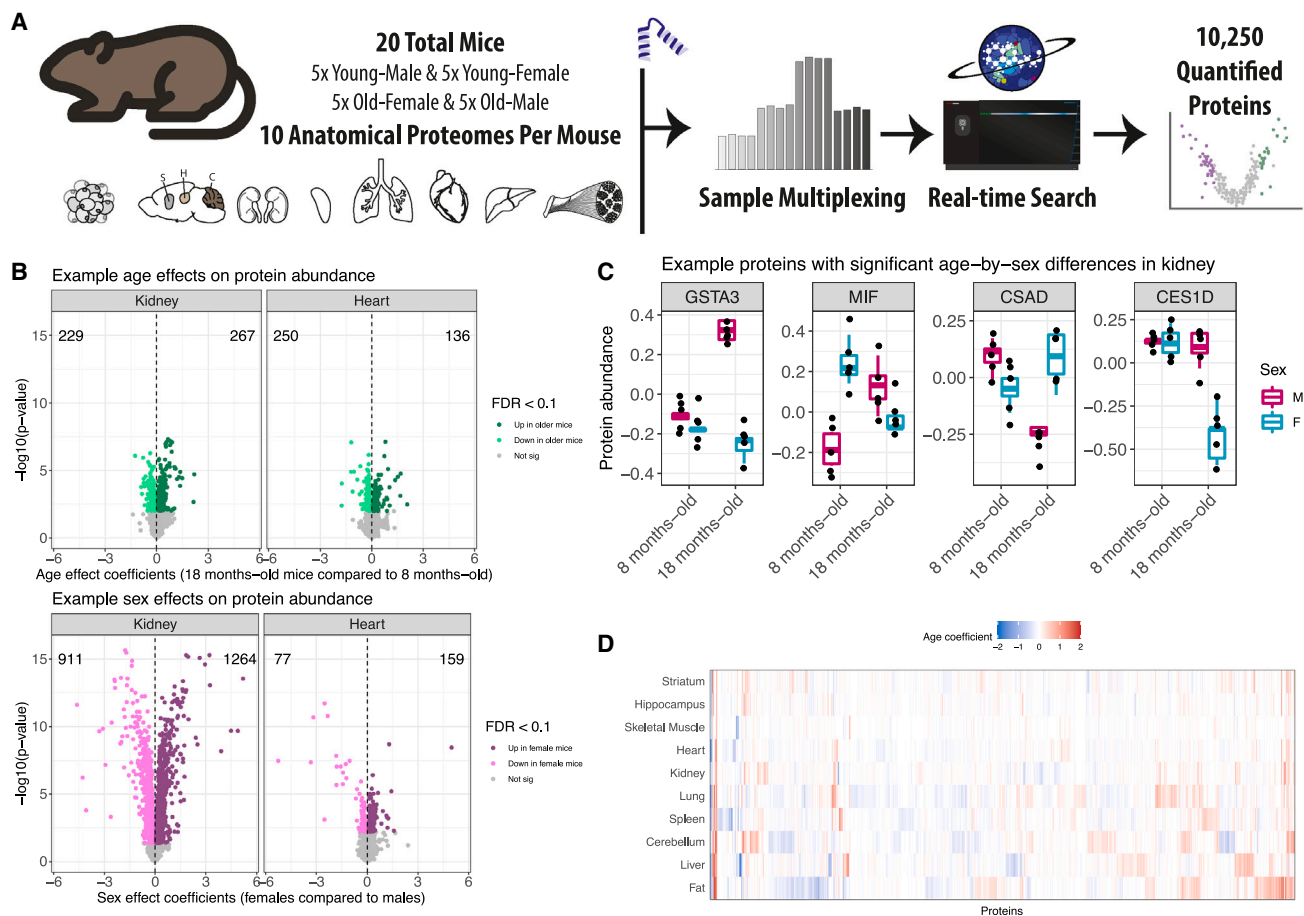 A
20 Total Mice
5x Young-Male & 5x Young-Female
5x Old-Female & 5x Old-Male
10 Anatomical Proteomes Per Mouse
S H C
Sample Multiplexing
Real-time Search
10,250
Quantified
Proteins
B
Example age effects on protein abundance
Kidney Heart
229 267 250 136
15
10
5
0
-log10(p-value)
−6 −3 0 3 6 −6 −3 0 3 6
Age effect coefficients (18 months-old mice compared to 8 months-old)
FDR < 0.1
Up in older mice
Down in older mice
Not sig
Example sex effects on protein abundance
Kidney Heart
911 1264 77 159
15
10
5
0
-log10(p-value)
−6 −3 0 3 6 −6 −3 0 3 6
Sex effect coefficients (females compared to males)
FDR < 0.1
Up in female mice
Down in female mice
Not sig
C
Example proteins with significant age−by−sex differences in kidney
GSTA3 MIF CSAD CES1D
Protein abundance
0.4
0.2
0.0
−0.2
−0.4
0.4
0.2
0.0
−0.2
0.25
0.00
−0.25
0.25
0.00
−0.25
−0.50
8 months−old
18 months−old
8 months−old
18 months−old
8 months−old
18 months−old
8 months−old
18 months−old
Sex
M
F
D
Age coefficient
−2 −1 0 1 2
Striatum
Hippocampus
Skeletal Muscle
Heart
Kidney
Lung
Spleen
Cerebellum
Liver
Fat
Proteins